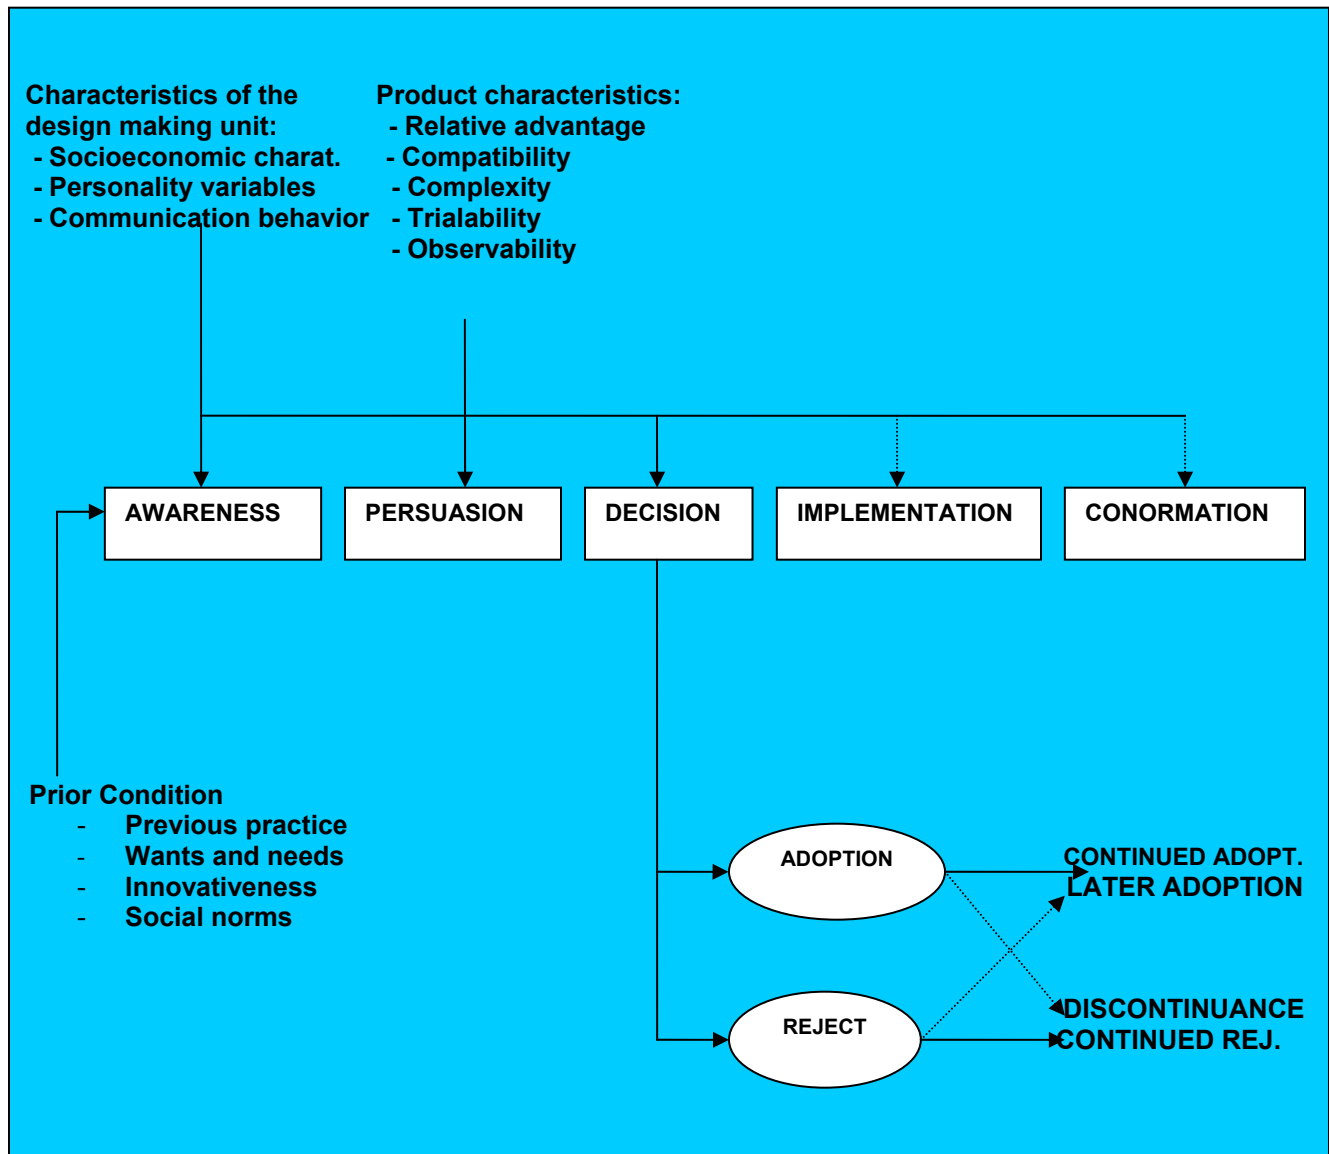 Characteristics of the
design making unit:
- Socioeconomic charat.
- Personality variables
- Communication behavior
Product characteristics:
- Relative advantage
- Compatibility
- Complexity
- Trialability
- Observability
AWARENESS
PERSUASION
DECISION
IMPLEMENTATION
CONORMATION
Prior Condition
- Previous practice
- Wants and needs
- Innovativeness
- Social norms
ADOPTION
CONTINUED ADOPT.
LATER ADOPTION
REJECT
DISCONTINUANCE
CONTINUED REJ.